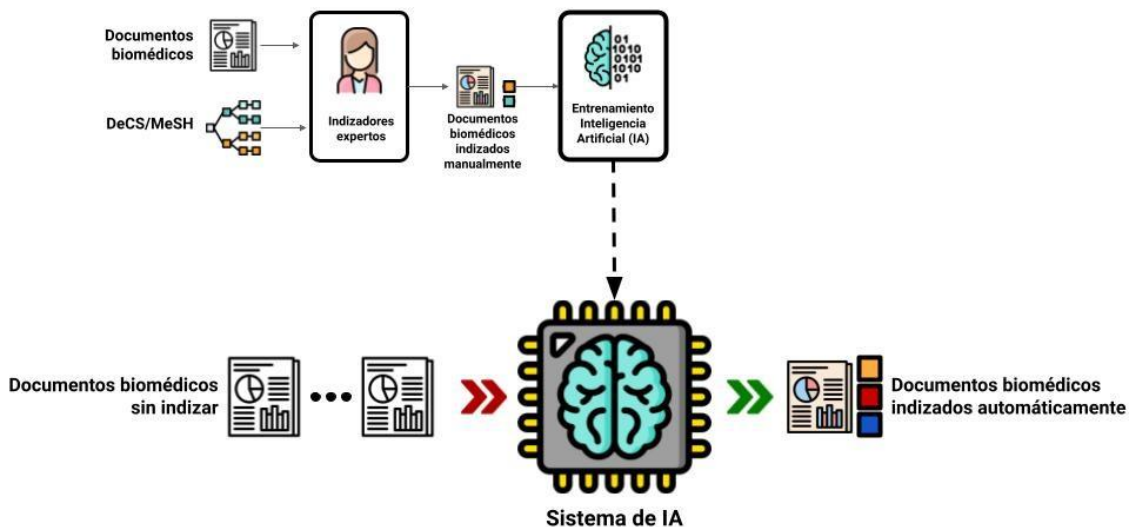 Documentos
biomédicos
DeCS/MeSH
Indizadores
expertos
Documentos
biomédicos
indizados
manualmente
01
1010
0101
1010
01
Entrenamiento
Inteligencia
Artificial (IA)
Documentos biomédicos
sin indizar
Sistema de IA
Documentos biomédicos
indizados automáticamente